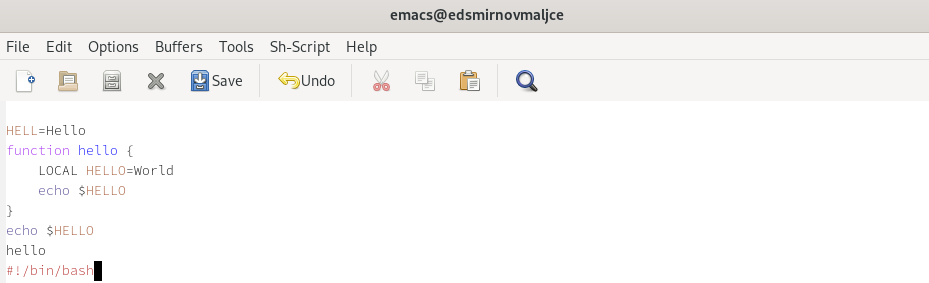 emacs@edsmirnovmaljce
File Edit Options Buffers Tools Sh-Script Help
Save Undo
HELL=Hello
function hello {
    LOCAL HELLO=World
    echo $HELLO
}
echo $HELLO
hello
#!/bin/bash